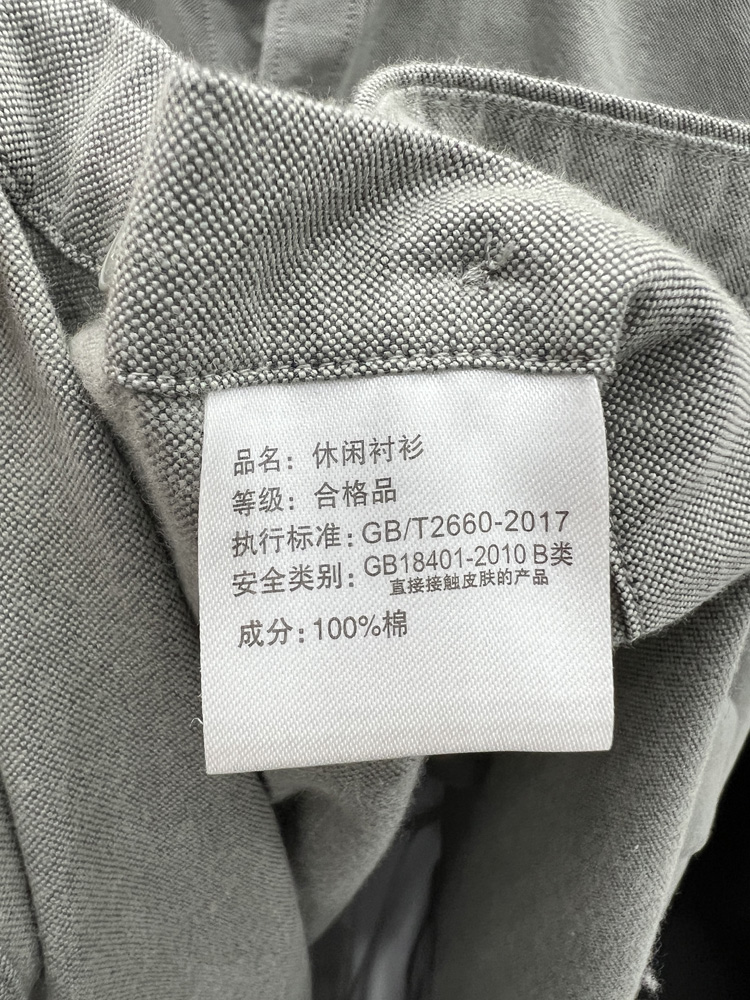 品名：休闲衬衫
等级：合格品
执行标准：GB/T2660-2017
安全类别：GB18401-2010 B类
直接接触皮肤的产品
成分：100%棉